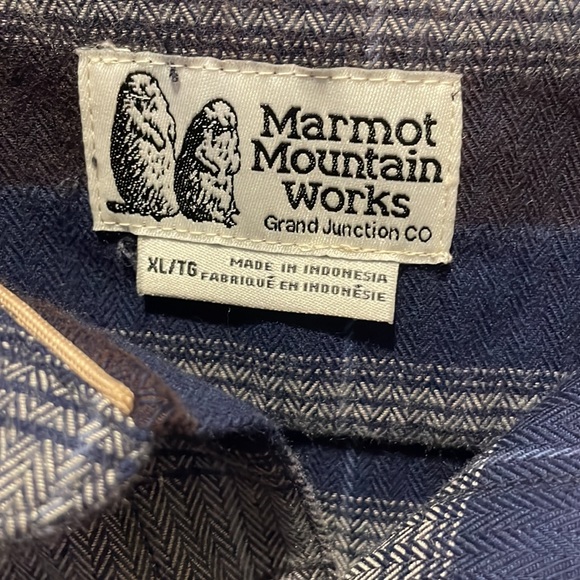 Marmot
Mountain
Works
Grand Junction CO
XL/TG
MADE IN INDONESIA
FABRIQUÉ EN INDONÉSIE